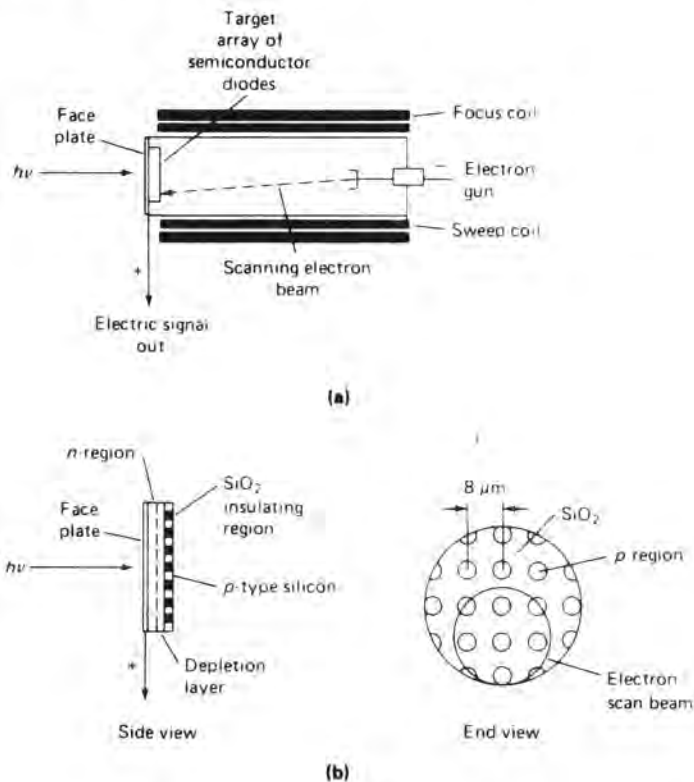 Target
array of
semiconductor
diodes
Face
plate
Focus coil
hν
Electron
gun
Sweep coil
+
Scanning electron
beam
Electric signal
out
(a)
n-region
SiO₂
insulating
region
Face
plate
hν
p-type silicon
+
Depletion
layer
Side view
8 μm
SiO₂
p region
Electron
scan beam
End view
(b)